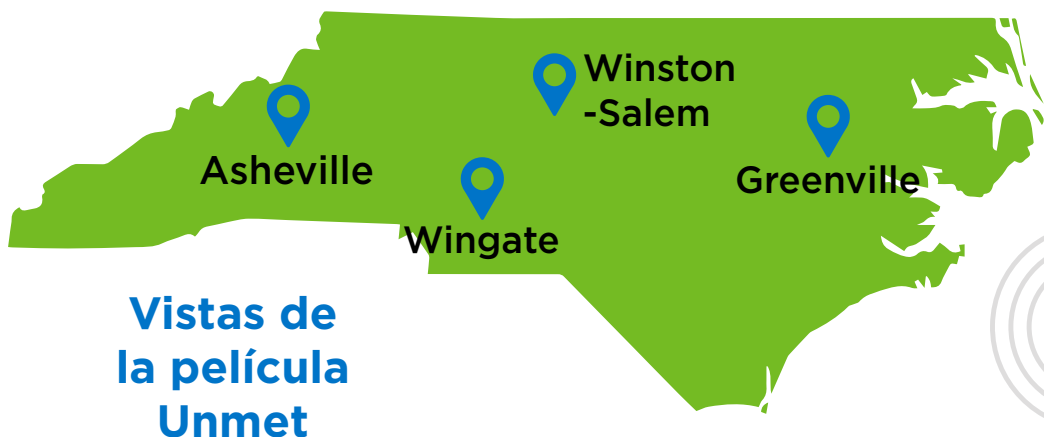 Winston
-Salem
Asheville
Greenville
Wingate
Vistas de
la película
Unmet